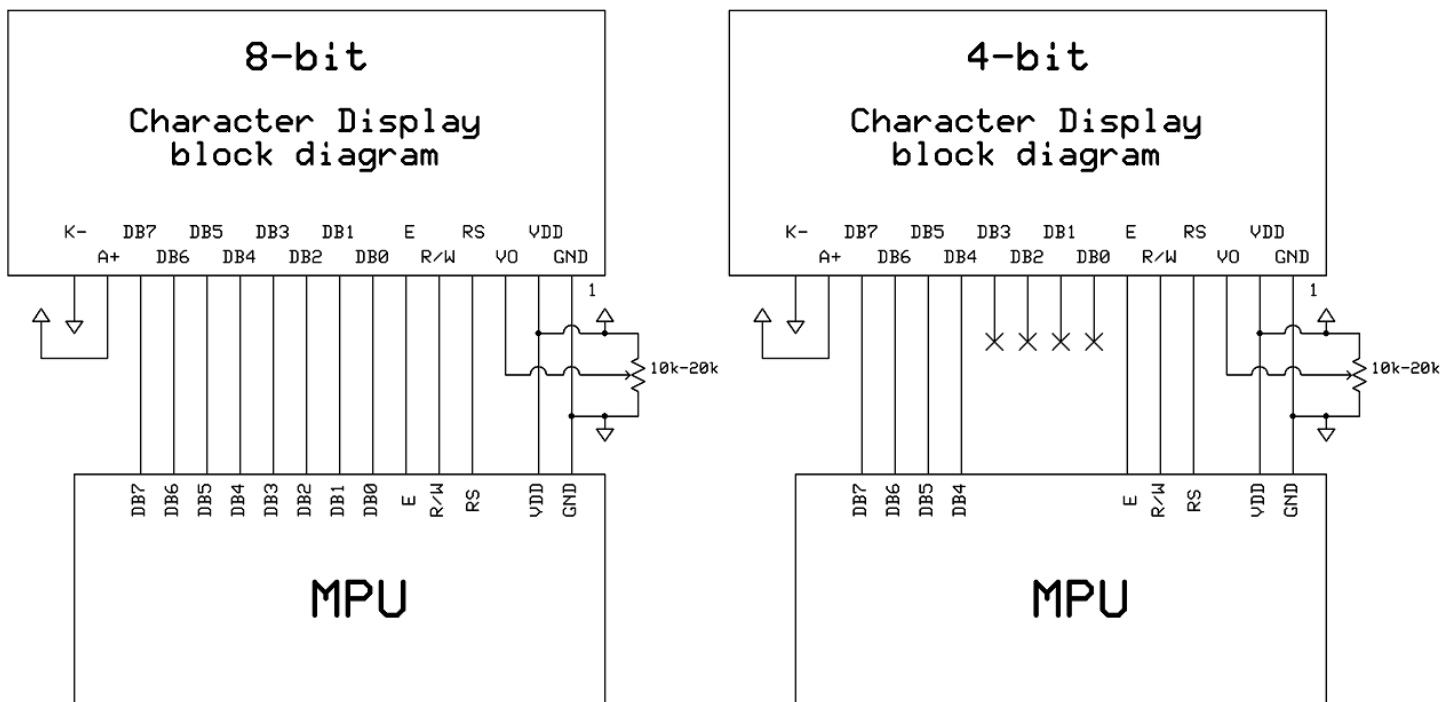 8-bit
Character Display
block diagram
K- DB7 DB5 DB3 DB1 E RS VDD
A+ DB6 DB4 DB2 DB0 R/W VO GND
1
10k-20k
DB7 DB6 DB5 DB4 DB3 DB2 DB1 DB0 E R/W RS VDD GND
MPU
4-bit
Character Display
block diagram
K- DB7 DB5 DB3 DB1 E RS VDD
A+ DB6 DB4 DB2 DB0 R/W VO GND
1
10k-20k
DB7 DB6 DB5 DB4 E R/W RS VDD GND
MPU